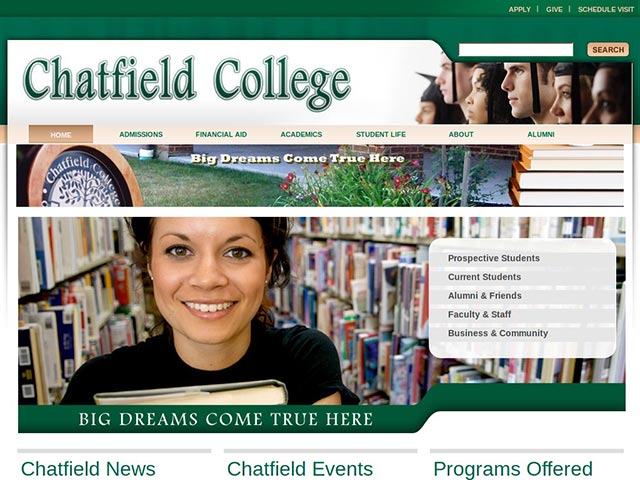 APPLY | GIVE | SCHEDULE VISIT
SEARCH
Chatfield College
HOME ADMISSIONS FINANCIAL AID ACADEMICS STUDENT LIFE ABOUT ALUMNI
Chatfield College
Big Dreams Come True Here
Prospective Students
Current Students
Alumni & Friends
Faculty & Staff
Business & Community
BIG DREAMS COME TRUE HERE
Chatfield News Chatfield Events Programs Offered